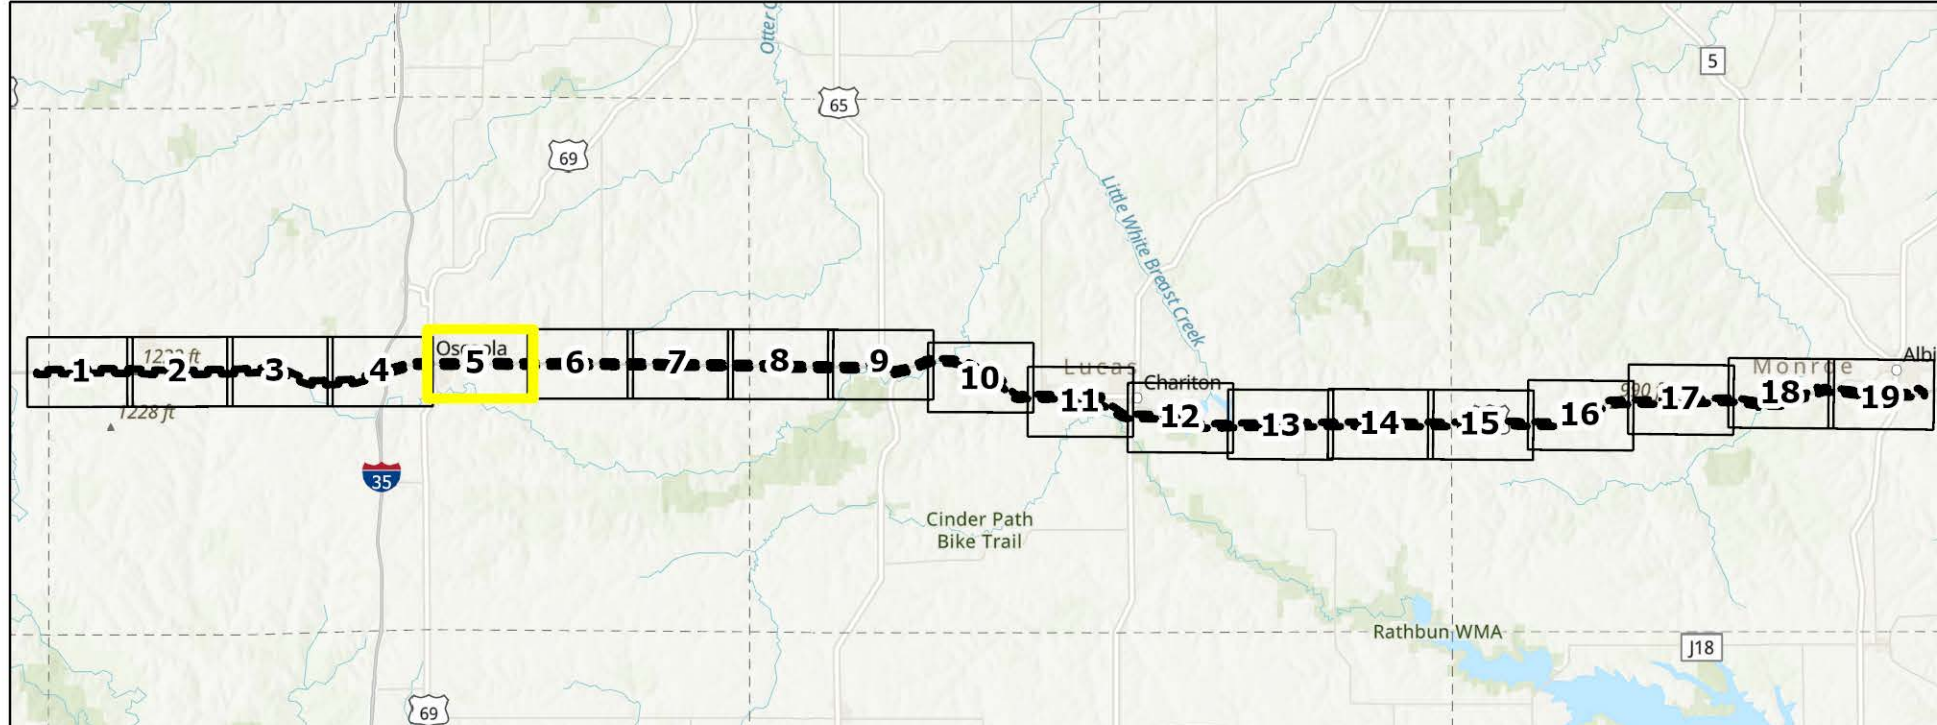 Otter C
5
65
69
Little White Breast Creek
Osceola
1 2 3 4 5 6 7 8 9 10 11 12 13 14 15 16 17 18 19
1228 ft
Lucas
Chariton
Monroe
Albi
35
Cinder Path
Bike Trail
Rathbun WMA
J18
69